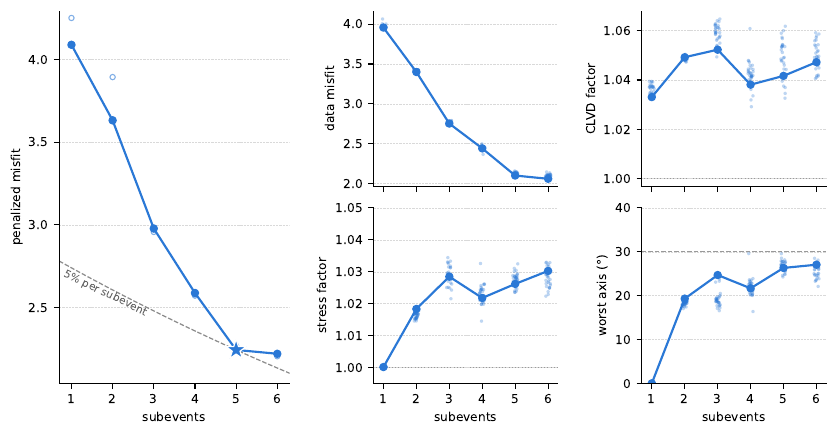 penalized misfit
4.0
3.5
3.0
2.5
5% per subevent
1 2 3 4 5 6
subevents
data misfit
4.0
3.5
3.0
2.5
2.0
stress factor
1.05
1.04
1.03
1.02
1.01
1.00
1 2 3 4 5 6
subevents
CLVD factor
1.06
1.04
1.02
1.00
worst axis (°)
40
30
20
10
0
1 2 3 4 5 6
subevents